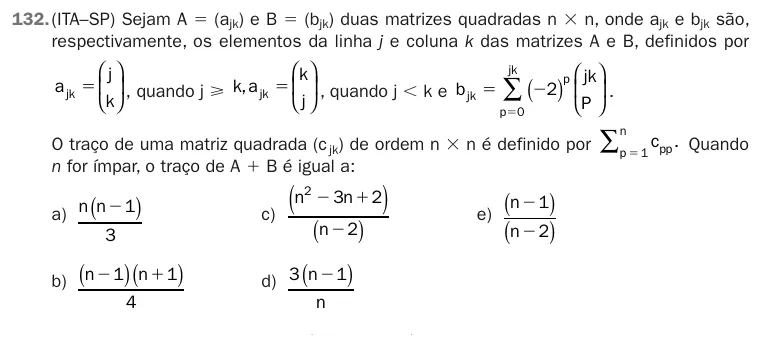 132. (ITA–SP) Sejam A = (a_jk) e B = (b_jk) duas matrizes quadradas n × n, onde a_jk e b_jk são,
respectivamente, os elementos da linha j e coluna k das matrizes A e B, definidos por
a_jk = (j k), quando j ⩾ k, a_jk = (k j), quando j < k e b_jk = ∑_{p=0}^{jk} (−2)^p (jk P).
O traço de uma matriz quadrada (c_jk) de ordem n × n é definido por ∑_{p=1}^{n} c_pp. Quando
n for ímpar, o traço de A + B é igual a:
a) n(n−1)/3 c) (n² − 3n + 2)/(n − 2) e) (n−1)/(n−2)
b) (n−1)(n+1)/4 d) 3(n−1)/n